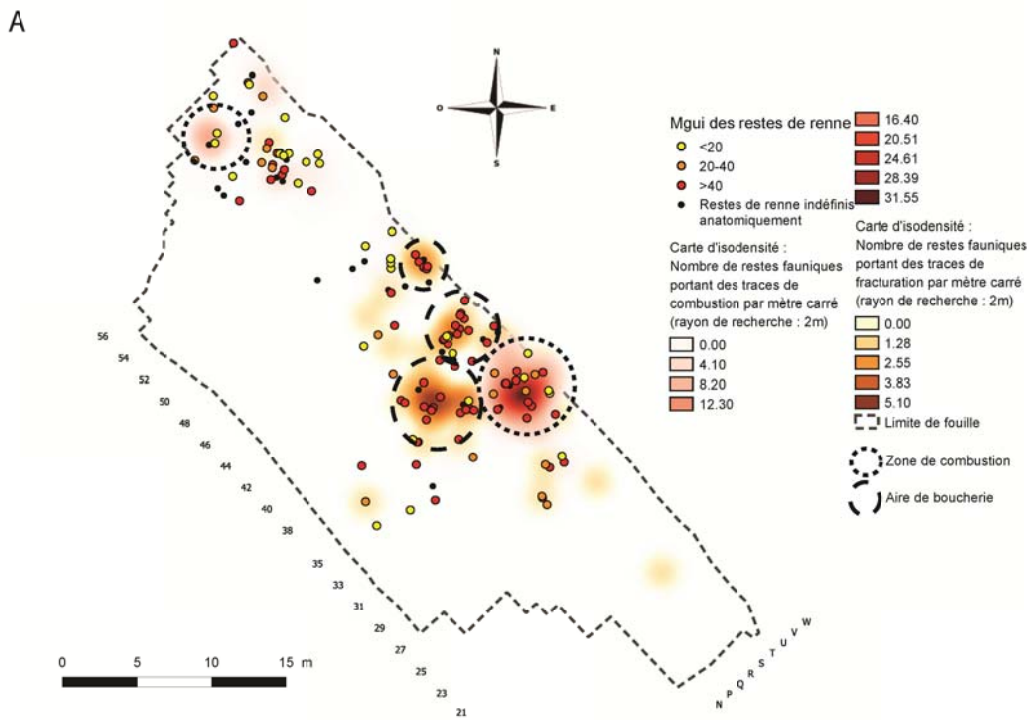 A
N
O
E
S
Mgui des restes de renne
<20
20-40
>40
Restes de renne indéfinis
anatomiquement
Carte d'isodensité :
Nombre de restes fauniques
portant des traces de
combustion par mètre carré
(rayon de recherche : 2m)
0.00
4.10
8.20
12.30
16.40
20.51
24.61
28.39
31.55
Carte d'isodensité :
Nombre de restes fauniques
portant des traces de
fracturation par mètre carré
(rayon de recherche : 2m)
0.00
1.28
2.55
3.83
5.10
Limite de fouille
Zone de combustion
Aire de boucherie
56
54
52
50
48
46
44
42
40
38
35
33
31
29
27
25
23
21
N P Q R S T U V W
0 5 10 15 m